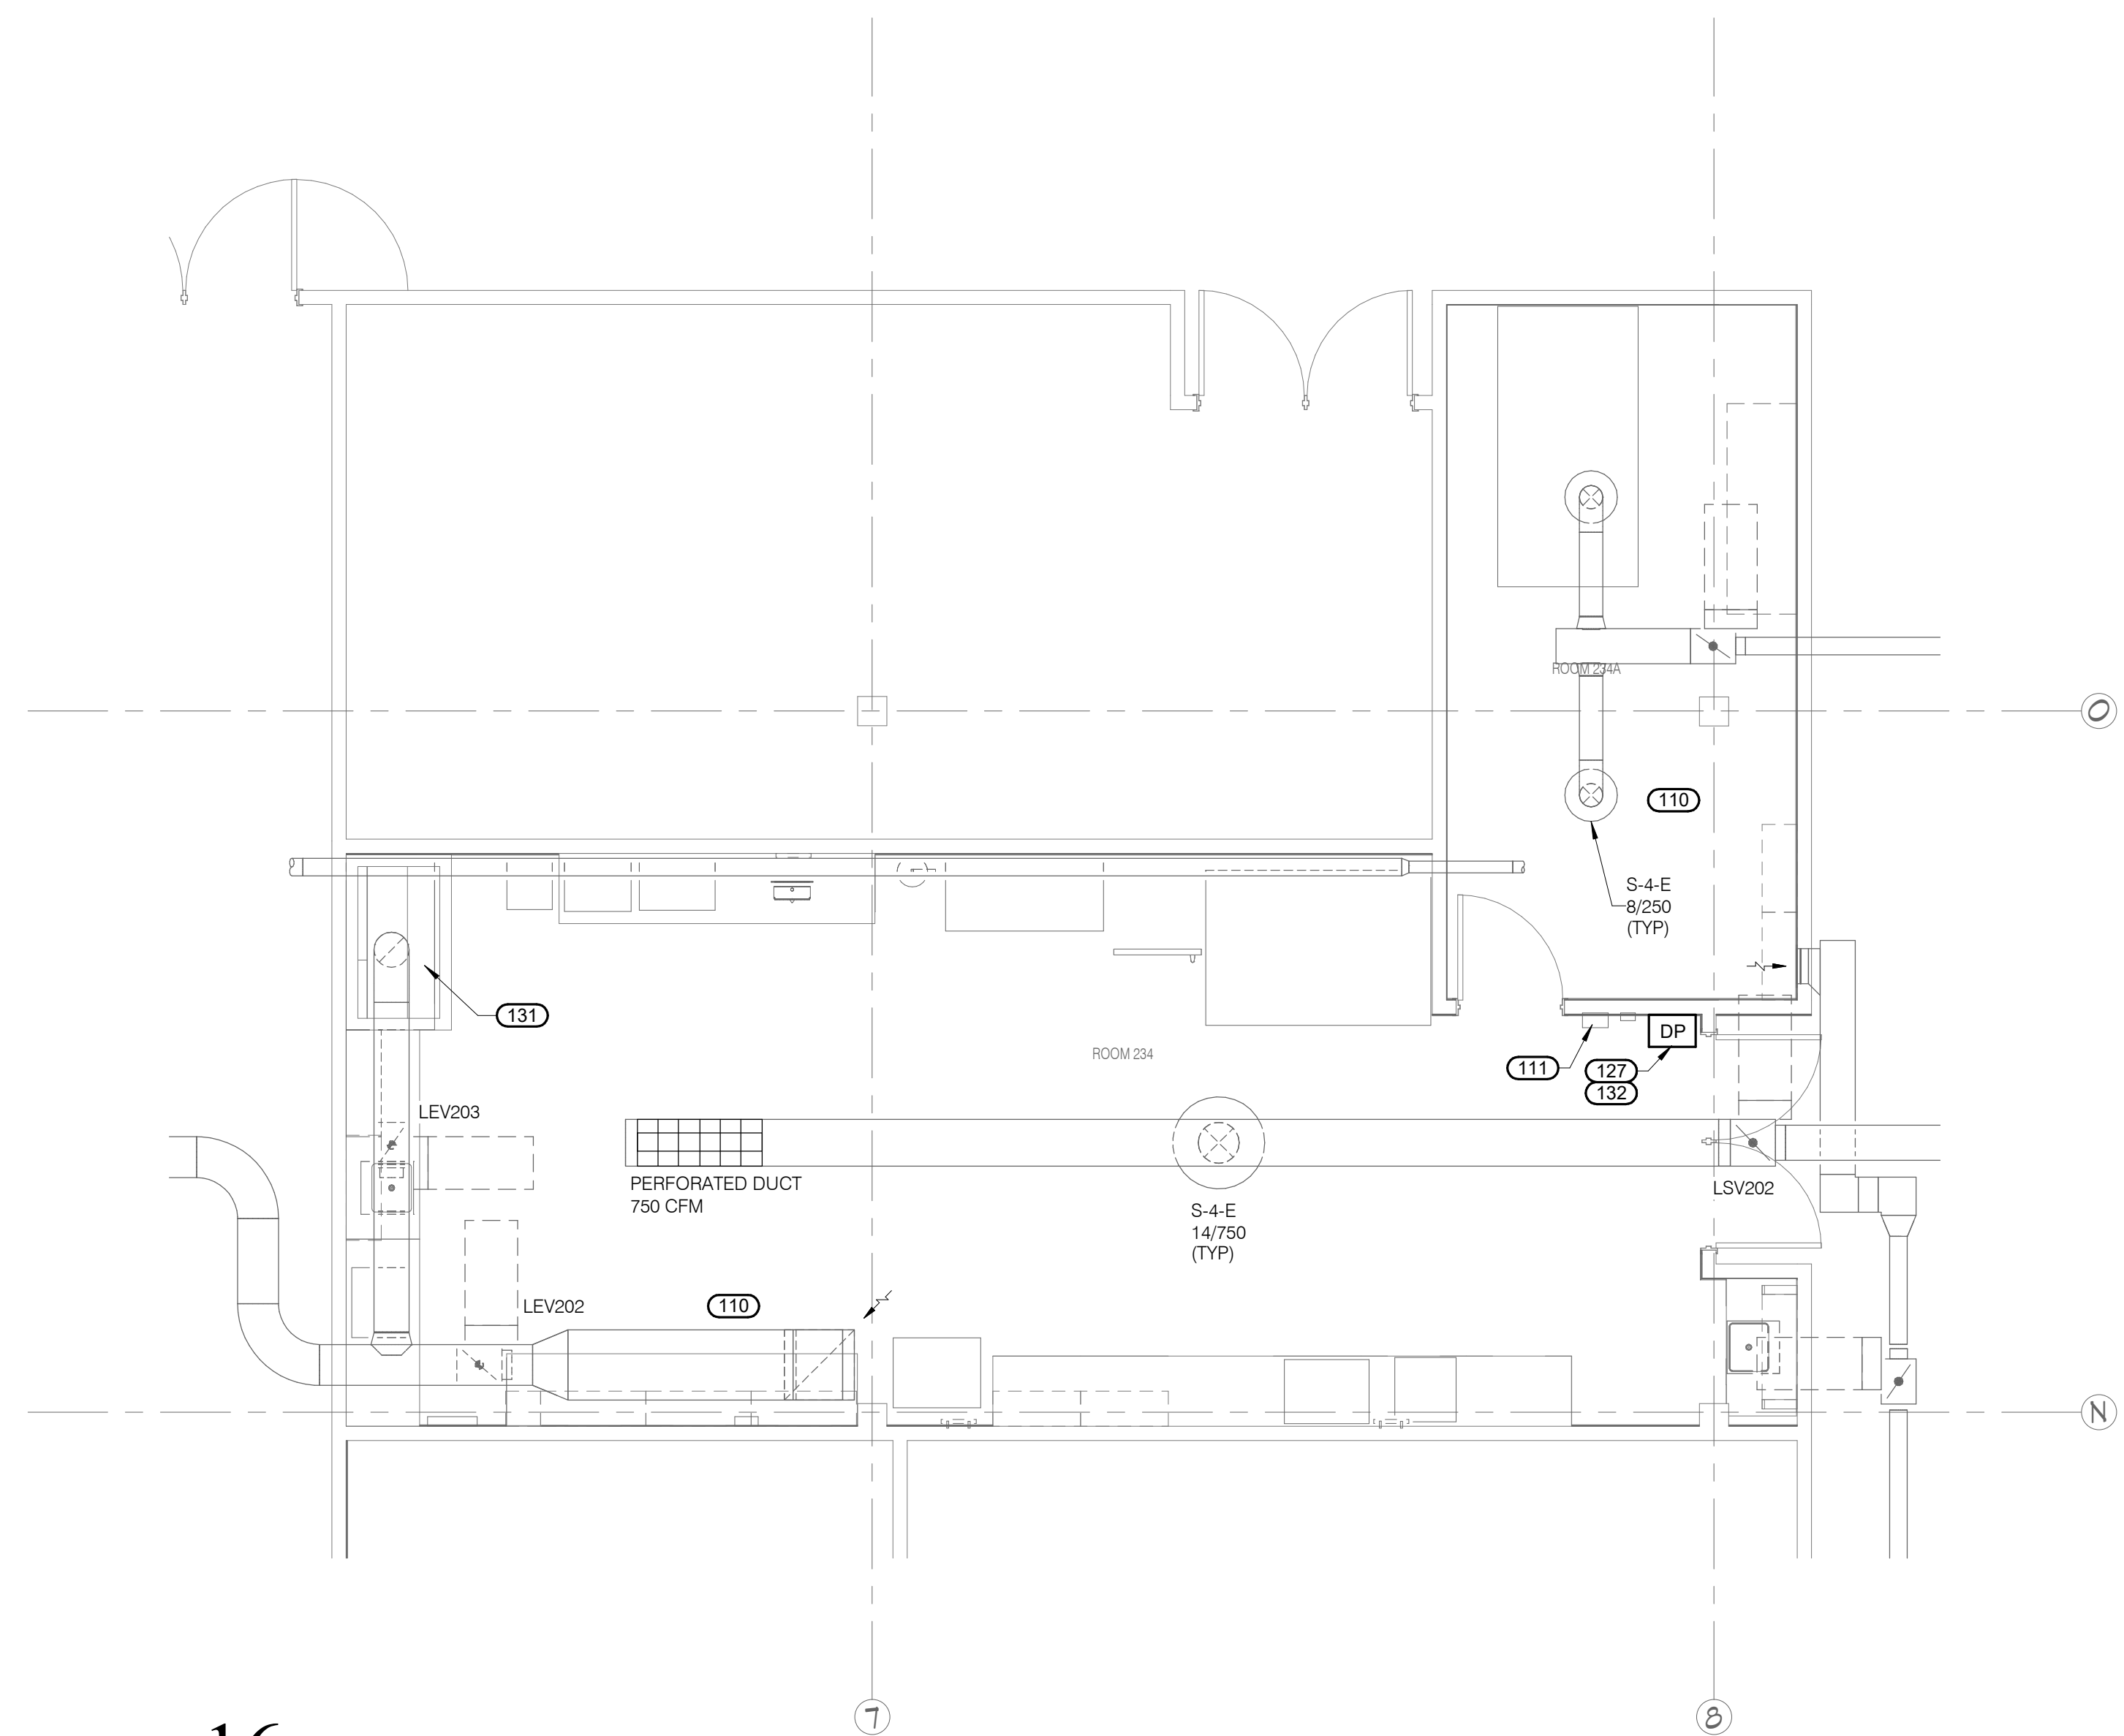 ROOM 234A
O
110
S-4-E
8/250
(TYP)
131
ROOM 234
DP
111
127
132
LEV203
PERFORATED DUCT
750 CFM
S-4-E
14/750
(TYP)
LSV202
LEV202
110
N
7
8
16